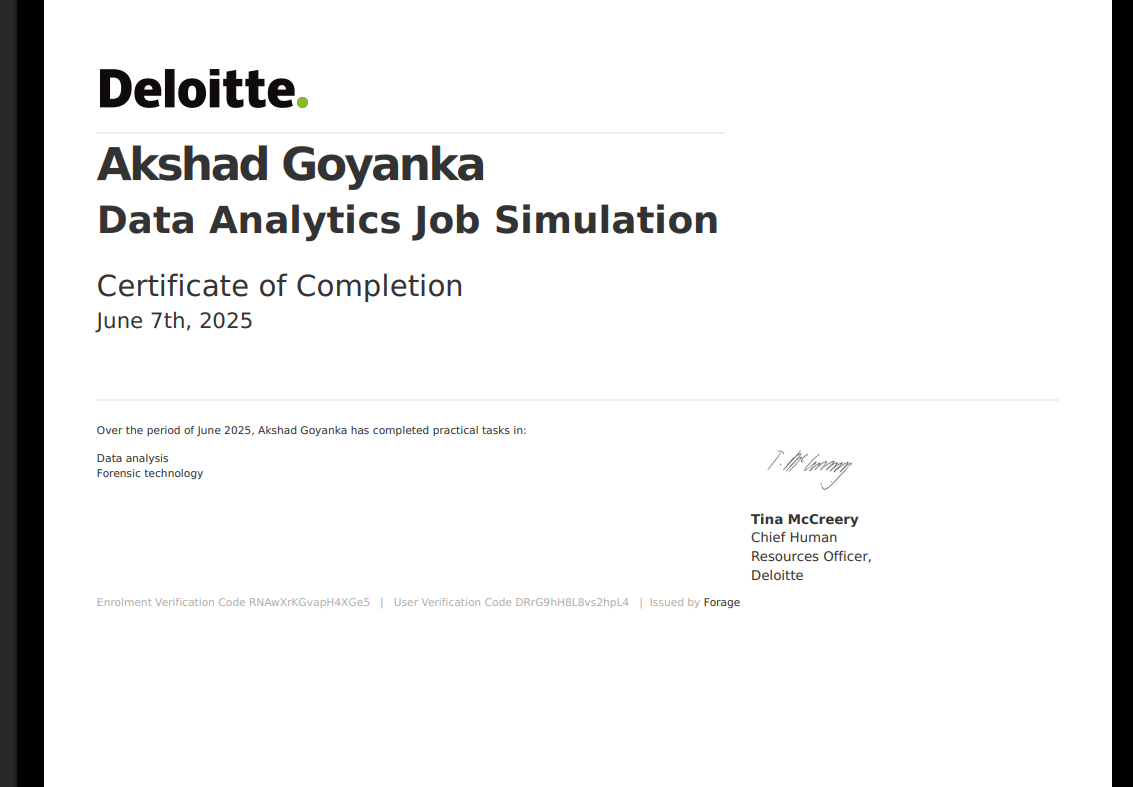 Deloitte.
Akshad Goyanka
Data Analytics Job Simulation
Certificate of Completion
June 7th, 2025
Over the period of June 2025, Akshad Goyanka has completed practical tasks in:
Data analysis
Forensic technology
T. McCreery
Tina McCreery
Chief Human
Resources Officer,
Deloitte
Enrolment Verification Code RNAwXrKGvapH4XGe5 | User Verification Code DRrG9hH8L8vs2hpL4 | Issued by Forage